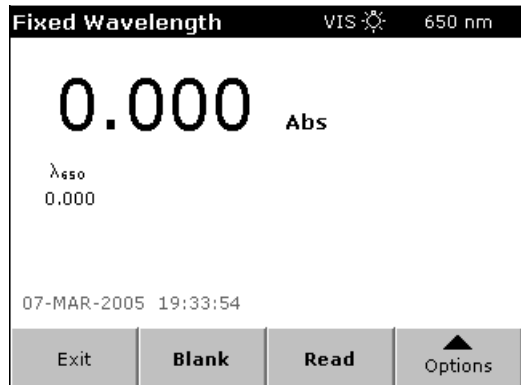 Fixed Wavelength VIS 650 nm
0.000 Abs
λ₆₅₀
0.000
07-MAR-2005 19:33:54
Exit Blank Read Options